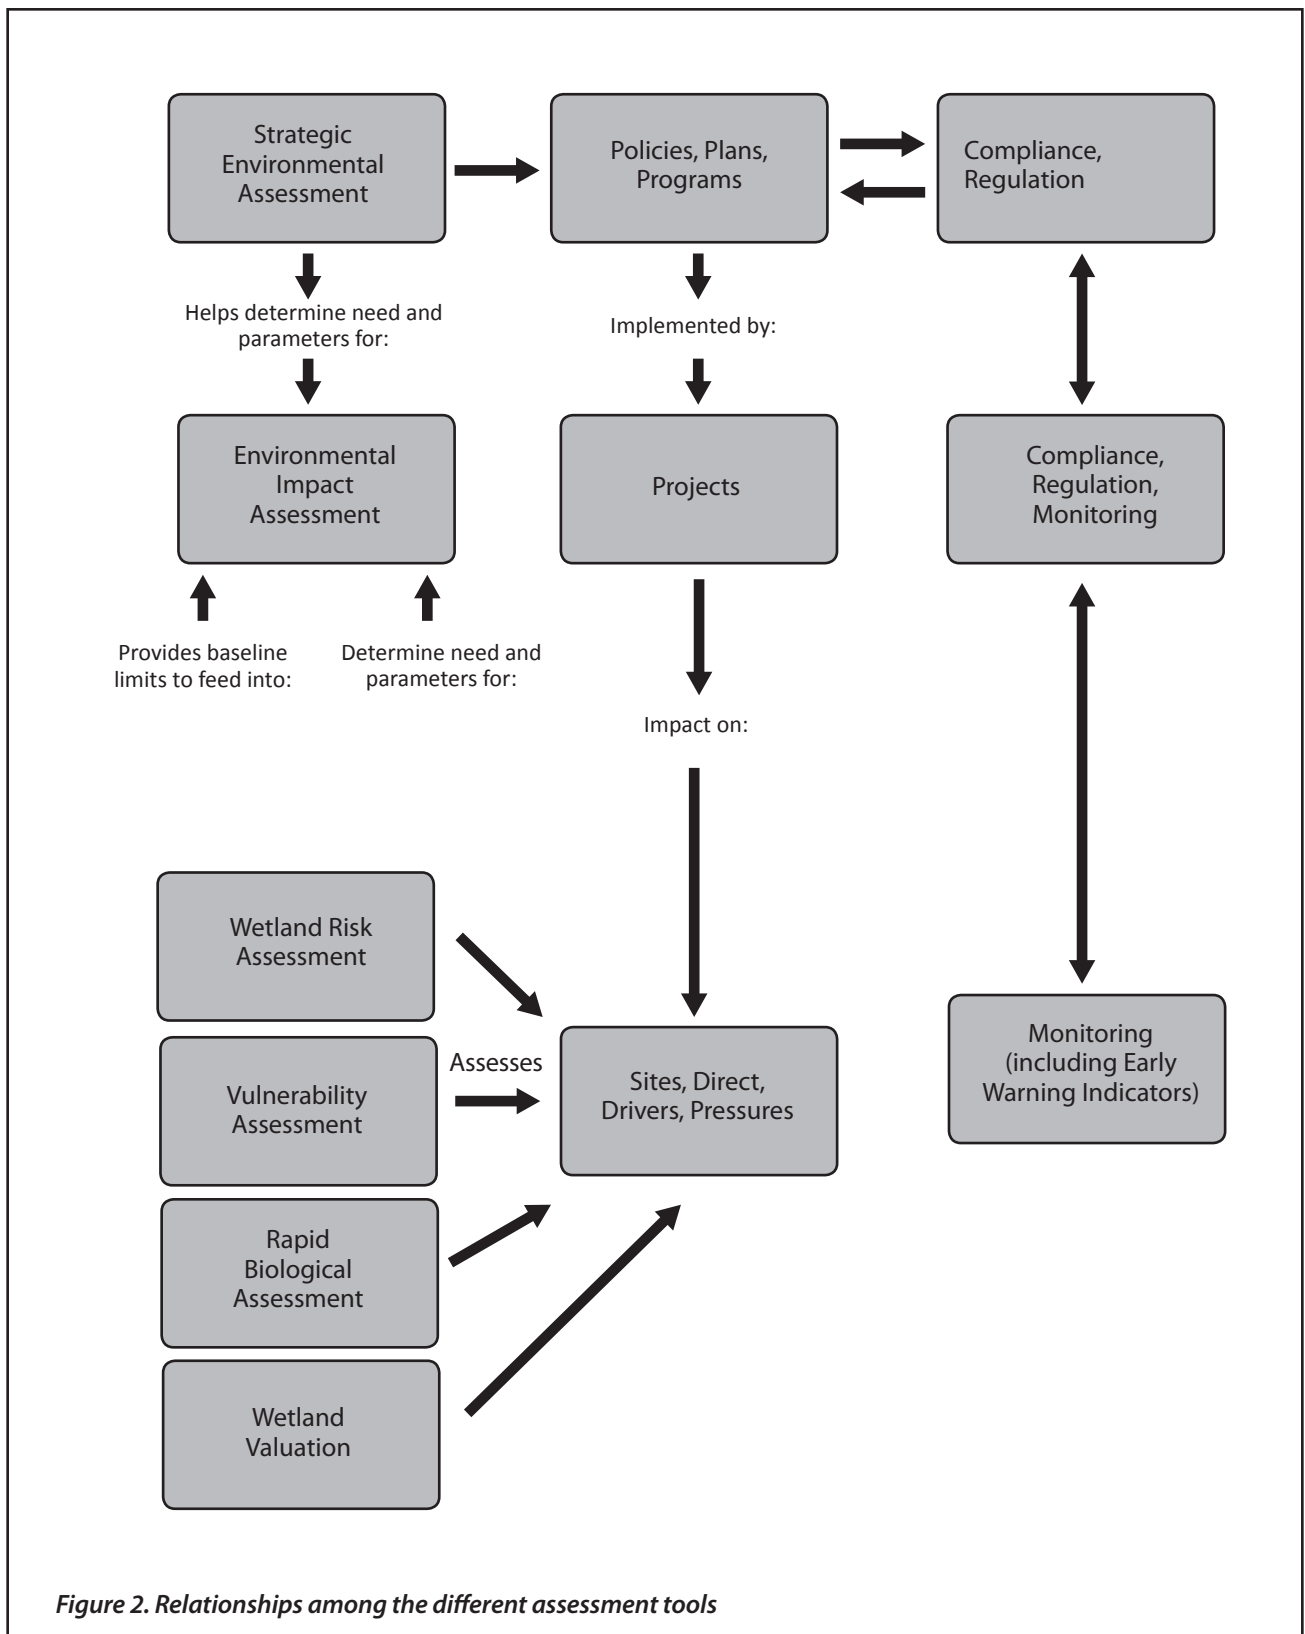 Strategic
Environmental
Assessment
Policies, Plans,
Programs
Compliance,
Regulation
Helps determine need and
parameters for:
Implemented by:
Environmental
Impact
Assessment
Projects
Compliance,
Regulation,
Monitoring
Provides baseline
limits to feed into:
Determine need and
parameters for:
Impact on:
Wetland Risk
Assessment
Vulnerability
Assessment
Assesses
Sites, Direct,
Drivers, Pressures
Monitoring
(including Early
Warning Indicators)
Rapid
Biological
Assessment
Wetland
Valuation
Figure 2. Relationships among the different assessment tools